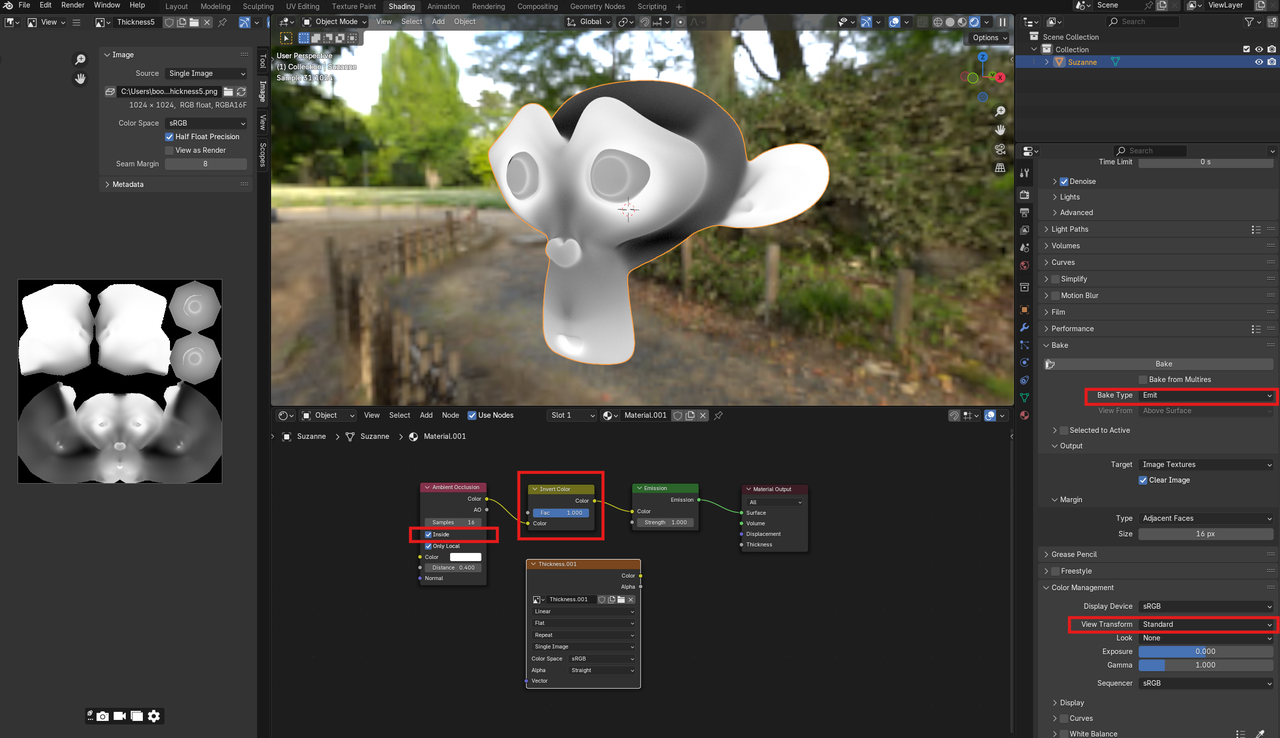 File Edit Render Window Help
Layout Modeling Sculpting UV Editing Texture Paint Shading Animation Rendering Compositing Geometry Nodes Scripting +
Scene
ViewLayer
View
Thickness5
Image
Source Single Image
C:\Users\boo...hickness5.png
1024 × 1024, RGB float, RGBA16F
Color Space sRGB
Half Float Precision
View as Render
Seam Margin 8
Metadata
Tool
Image
View
Scopes
Object Mode View Select Add Object
Global
Options
User Perspective
(1) Collection | Suzanne
X
Z
Search
Scene Collection
Collection
Suzanne
Search
Time Limit 0 s
Denoise
Lights
Advanced
Light Paths
Volumes
Curves
Simplify
Motion Blur
Film
Performance
Bake
Bake
Bake from Multires
Bake Type Emit
View From Above Surface
Selected to Active
Output
Target Image Textures
Clear Image
Margin
Type Adjacent Faces
Size 16 px
Grease Pencil
Freestyle
Color Management
Display Device sRGB
View Transform Standard
Look None
Exposure 0.000
Gamma 1.000
Sequencer sRGB
Display
Curves
White Balance
Object View Select Add Node Use Nodes Slot 1 Material.001
Suzanne > Suzanne > Material.001
Ambient Occlusion
Color
AO
Samples 16
Inside
Only Local
Color
Distance 0.400
Normal
Invert Color
Color
Fac 1.000
Color
Emission
Emission
Color
Strength 1.000
Material Output
All
Surface
Volume
Displacement
Thickness
Thickness.001
Color
Alpha
Thickness.001
Linear
Flat
Repeat
Single Image
Color Space sRGB
Alpha Straight
Vector